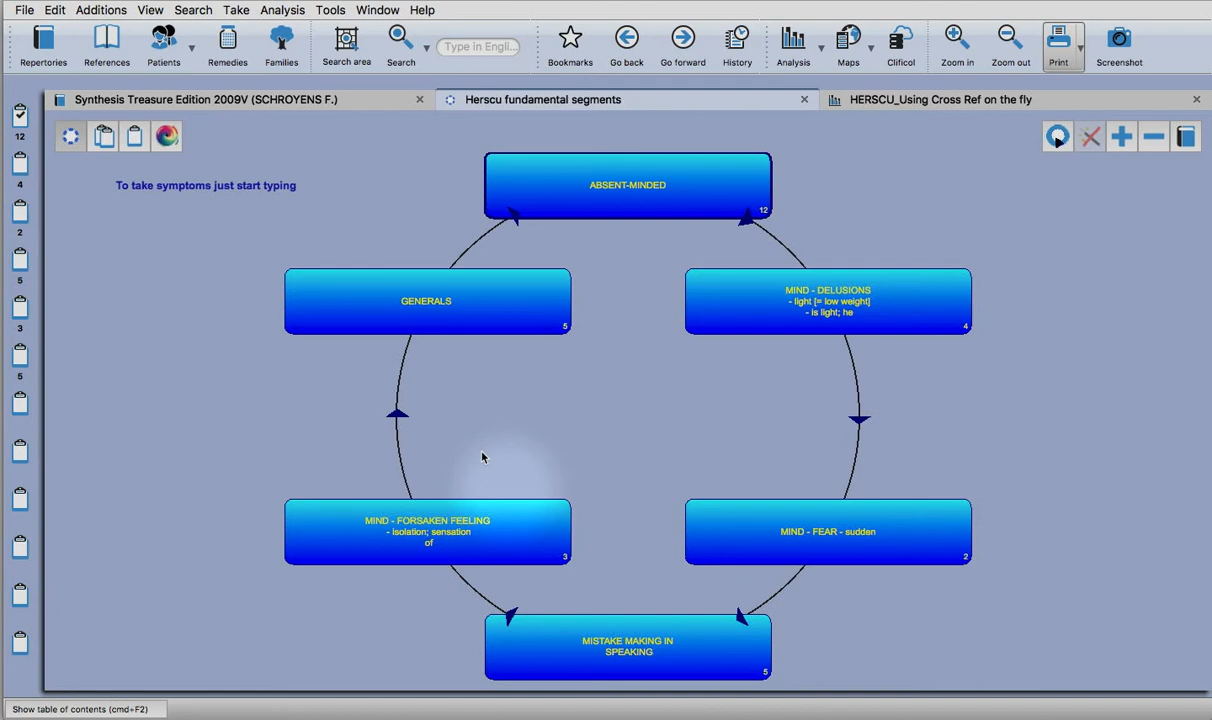 File Edit Additions View Search Take Analysis Tools Window Help
Type in Engli...
Repertories References Patients Remedies Families Search area Search Bookmarks Go back Go forward History Analysis Maps Clificol Zoom in Zoom out Print Screenshot
Synthesis Treasure Edition 2009V (SCHROYENS F.)
Herscu fundamental segments
HERSCU_Using Cross Ref on the fly
12
4
2
5
3
5
To take symptoms just start typing
ABSENT-MINDED
12
GENERALS
5
MIND - DELUSIONS
- light [= low weight]
- is light; he
4
MIND - FORSAKEN FEELING
- isolation; sensation
of
3
MIND - FEAR - sudden
2
MISTAKE MAKING IN
SPEAKING
5
Show table of contents (cmd+F2)